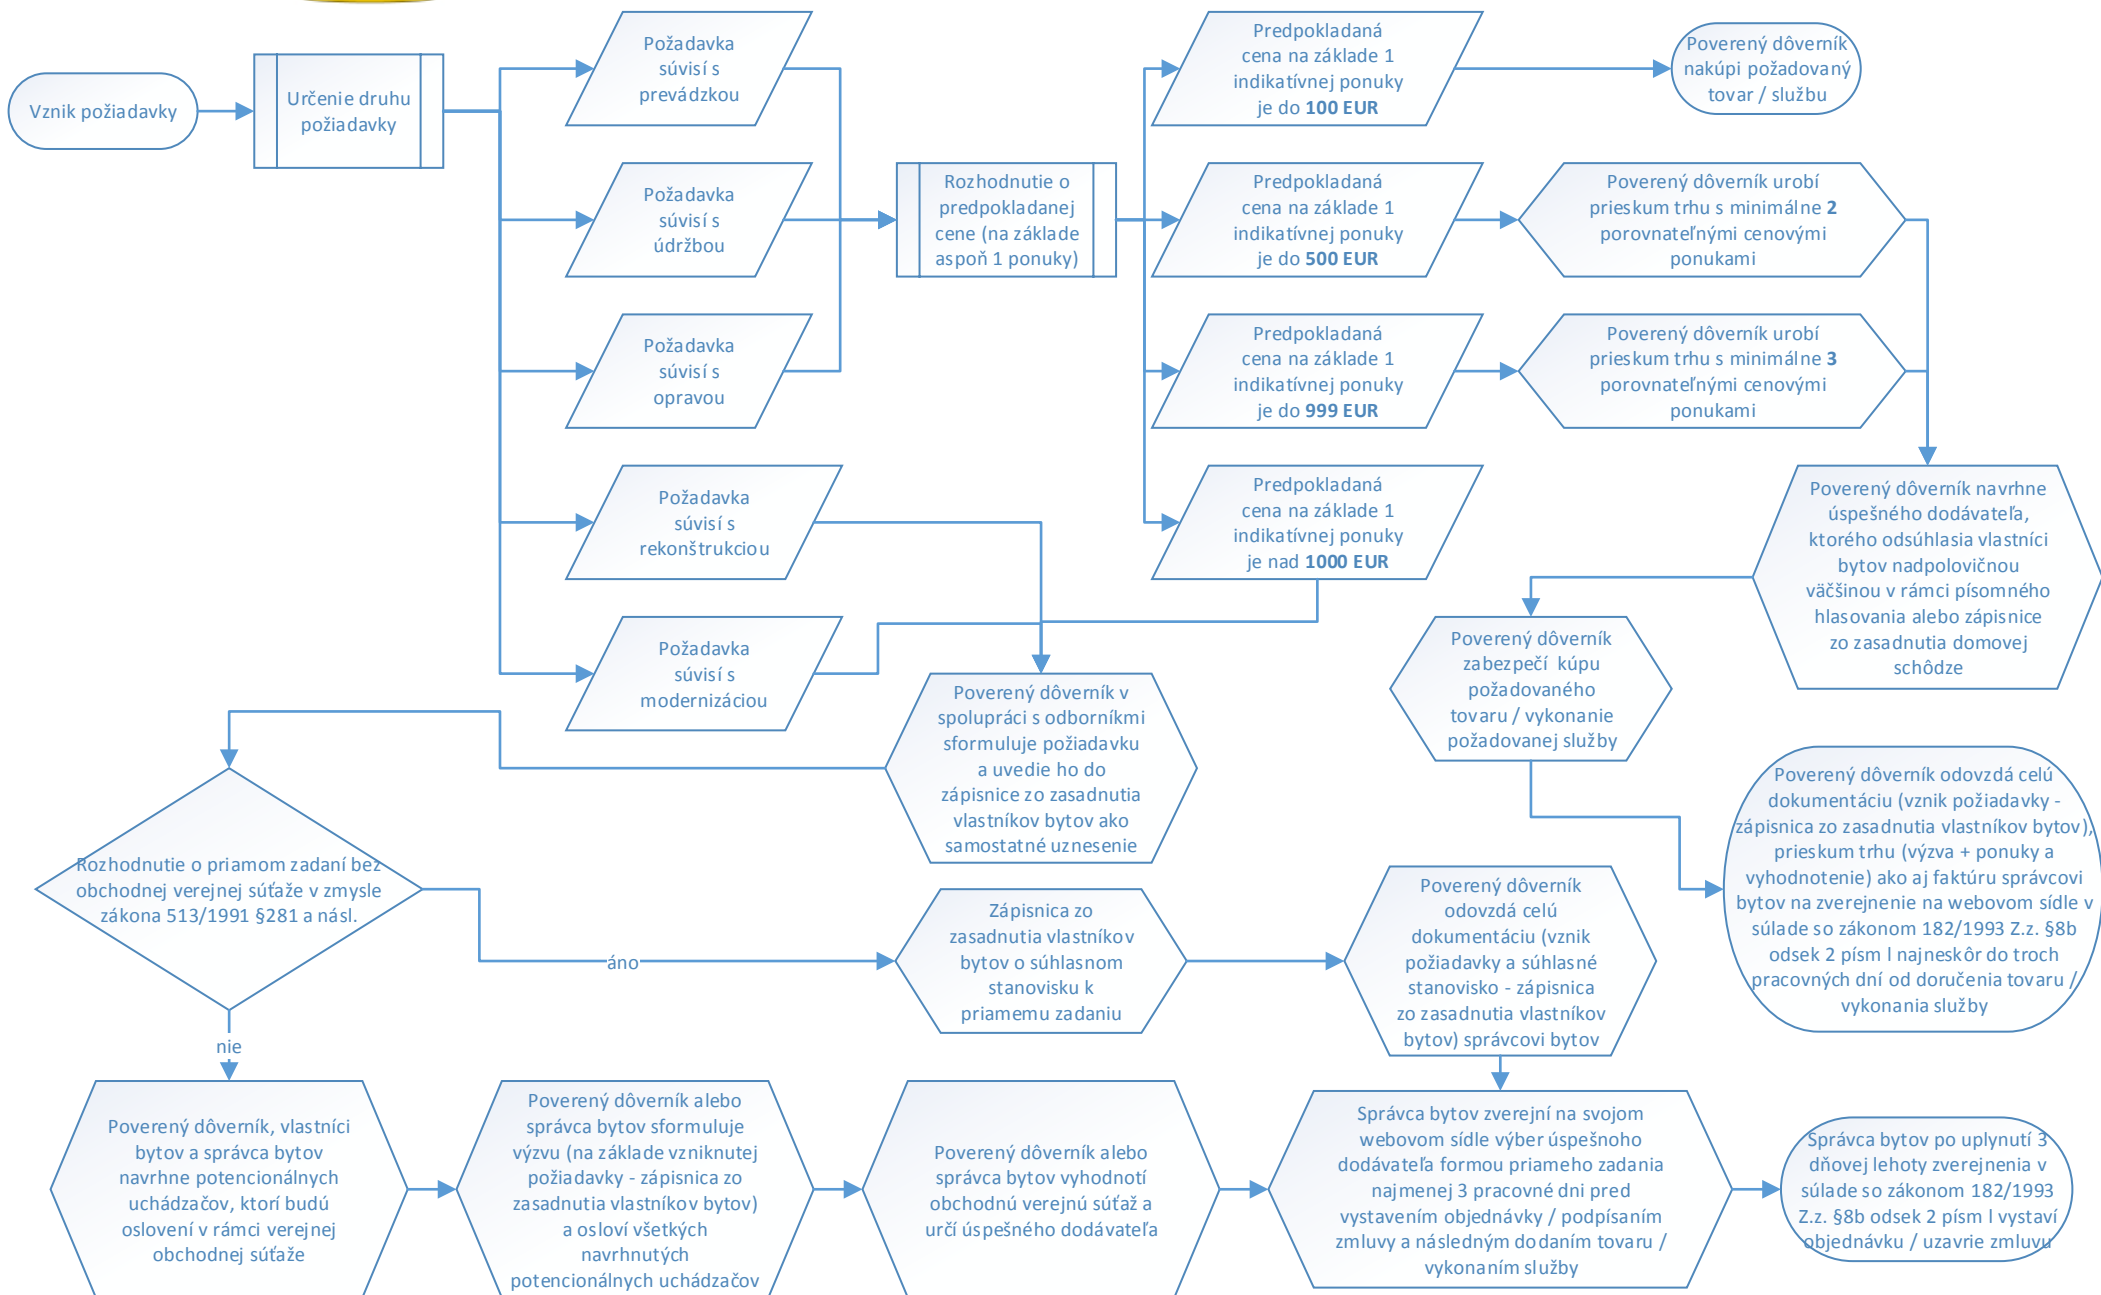 Vznik požiadavky
Určenie druhu
požiadavky
Požadavka
súvisí s
prevádzkou
Požadavka
súvisí s
údržbou
Požadavka
súvisí s
opravou
Požadavka
súvisí s
rekonštrukciou
Požadavka
súvisí s
modernizáciou
Rozhodnutie o
predpokladanej
cene (na základe
aspoň 1 ponuky)
Predpokladaná
cena na základe 1
indikatívnej ponuky
je do 100 EUR
Predpokladaná
cena na základe 1
indikatívnej ponuky
je do 500 EUR
Predpokladaná
cena na základe 1
indikatívnej ponuky
je do 999 EUR
Predpokladaná
cena na základe 1
indikatívnej ponuky
je nad 1000 EUR
Poverený dôverník
nakúpi požadovaný
tovar / službu
Poverený dôverník urobí
prieskum trhu s minimálne 2
porovnateľnými cenovými
ponukami
Poverený dôverník urobí
prieskum trhu s minimálne 3
porovnateľnými cenovými
ponukami
Poverený dôverník navrhne
úspešného dodávateľa,
ktorého odsúhlasia vlastníci
bytov nadpolovičnou
väčšinou v rámci písomného
hlasovania alebo zápisnice
zo zasadnutia domovej
schôdze
Poverený dôverník
zabezpečí kúpu
požadovaného
tovaru / vykonanie
požadovanej služby
Poverený dôverník odovzdá celú
dokumentáciu (vznik požiadavky -
zápisnica zo zasadnutia vlastníkov bytov),
prieskum trhu (výzva + ponuky a
vyhodnotenie) ako aj faktúru správcovi
bytov na zverejnenie na webovom sídle v
súlade so zákonom 182/1993 Z.z. §8b
odsek 2 písm l najneskôr do troch
pracovných dní od doručenia tovaru /
vykonania služby
Poverený dôverník v
spolupráci s odborníkmi
sformuluje požiadavku
a uvedie ho do
zápisnice zo zasadnutia
vlastníkov bytov ako
samostatné uznesenie
Rozhodnutie o priamom zadaní bez
obchodnej verejnej súťaže v zmysle
zákona 513/1991 §281 a násl.
áno
Zápisnica zo
zasadnutia vlastníkov
bytov o súhlasnom
stanovisku k
priamemu zadaniu
Poverený dôverník
odovzdá celú
dokumentáciu (vznik
požiadavky a súhlasné
stanovisko - zápisnica
zo zasadnutia vlastníkov
bytov) správcovi bytov
nie
Poverený dôverník, vlastníci
bytov a správca bytov
navrhne potencionálnych
uchádzačov, ktorí budú
oslovení v rámci verejnej
obchodnej súťaže
Poverený dôverník alebo
správca bytov sformuluje
výzvu (na základe vzniknutej
požiadavky - zápisnica zo
zasadnutia vlastníkov bytov)
a osloví všetkých
navrhnutých
potencionálnych uchádzačov
Poverený dôverník alebo
správca bytov vyhodnotí
obchodnú verejnú súťaž a
určí úspešného dodávateľa
Správca bytov zverejní na svojom
webovom sídle výber úspešnoho
dodávateľa formou priameho zadania
najmenej 3 pracovné dni pred
vystavením objednávky / podpísaním
zmluvy a následným dodaním tovaru /
vykonaním služby
Správca bytov po uplynutí 3
dňovej lehoty zverejnenia v
súlade so zákonom 182/1993
Z.z. §8b odsek 2 písm l vystaví
objednávku / uzavrie zmluvu